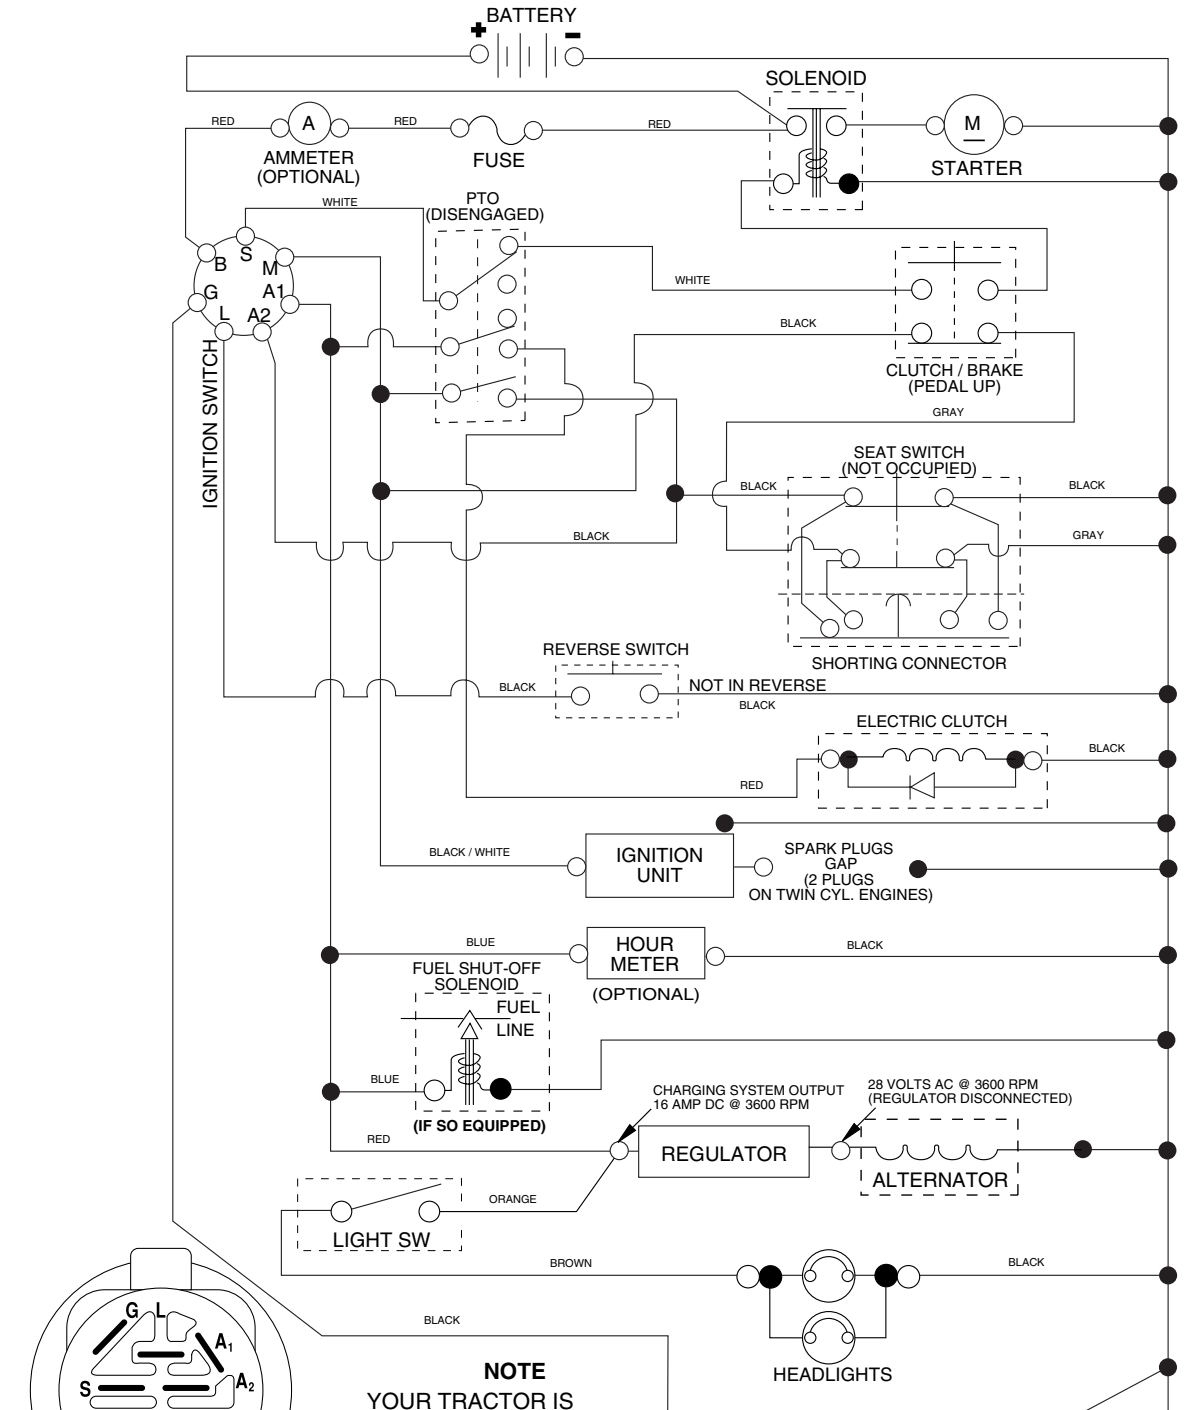 BATTERY
+
-
SOLENOID
RED
A
RED
RED
M
AMMETER
(OPTIONAL)
FUSE
STARTER
WHITE
PTO
(DISENGAGED)
S
B
M
G
A1
L
A2
IGNITION SWITCH
WHITE
BLACK
CLUTCH / BRAKE
(PEDAL UP)
GRAY
SEAT SWITCH
(NOT OCCUPIED)
BLACK
BLACK
BLACK
GRAY
SHORTING CONNECTOR
REVERSE SWITCH
BLACK
NOT IN REVERSE
BLACK
ELECTRIC CLUTCH
BLACK
RED
BLACK / WHITE
IGNITION
UNIT
SPARK PLUGS
GAP
(2 PLUGS
ON TWIN CYL. ENGINES)
BLUE
HOUR
METER
BLACK
(OPTIONAL)
FUEL SHUT-OFF
SOLENOID
FUEL
LINE
BLUE
(IF SO EQUIPPED)
CHARGING SYSTEM OUTPUT
16 AMP DC @ 3600 RPM
28 VOLTS AC @ 3600 RPM
(REGULATOR DISCONNECTED)
RED
REGULATOR
ALTERNATOR
ORANGE
LIGHT SW
BROWN
BLACK
HEADLIGHTS
BLACK
G
L
A1
S
A2
NOTE
YOUR TRACTOR IS